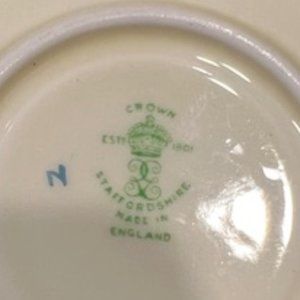 CROWN
ESTD 1801
STAFFORDSHIRE
MADE IN
ENGLAND
N